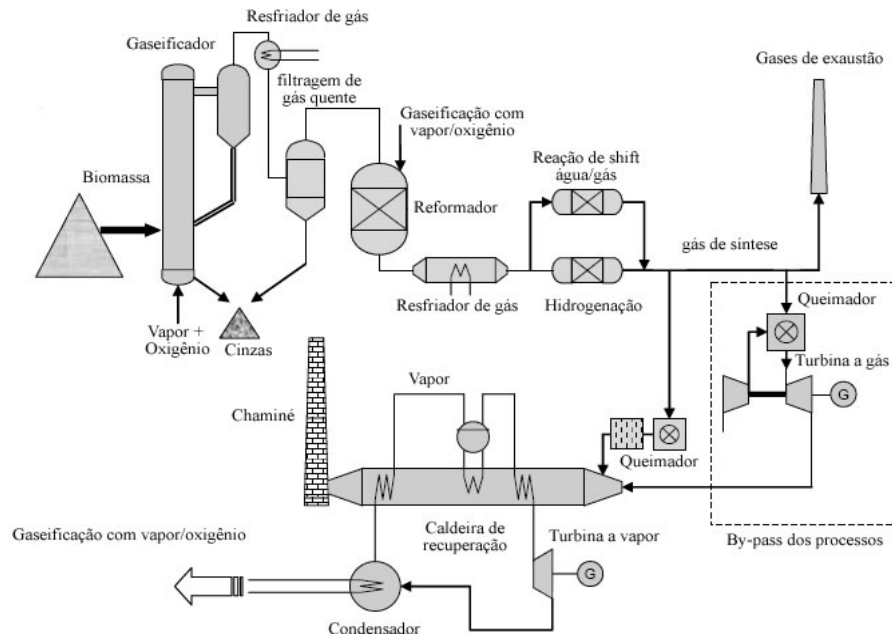 Resfriador de gás
Gaseificador
Gases de exaustão
filtragem de
gás quente
Gaseificação com
vapor/oxigênio
Reação de shift
água/gás
Biomassa
Reformador
gás de síntese
Resfriador de gás
Hidrogenação
Queimador
Vapor +
Oxigênio
Cinzas
Turbina a gás
Vapor
G
Chaminé
Queimador
Gaseificação com vapor/oxigênio
Caldeira de
recuperação
Turbina a vapor
By-pass dos processos
G
Condensador